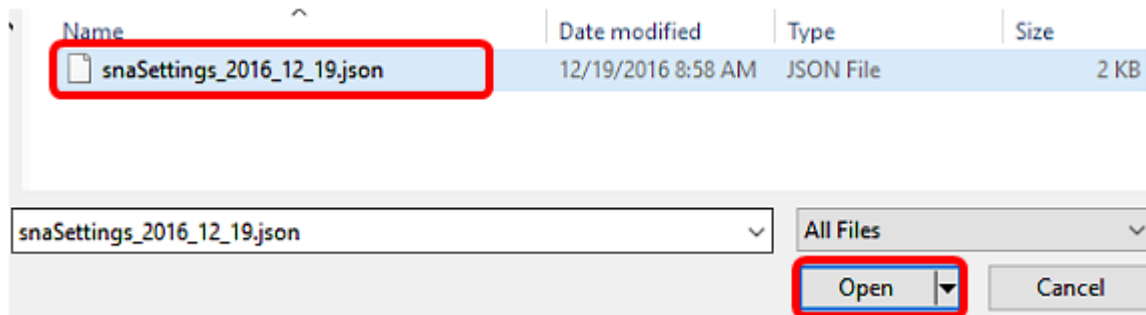 Name Date modified Type Size
snaSettings_2016_12_19.json 12/19/2016 8:58 AM JSON File 2 KB
snaSettings_2016_12_19.json All Files
Open Cancel